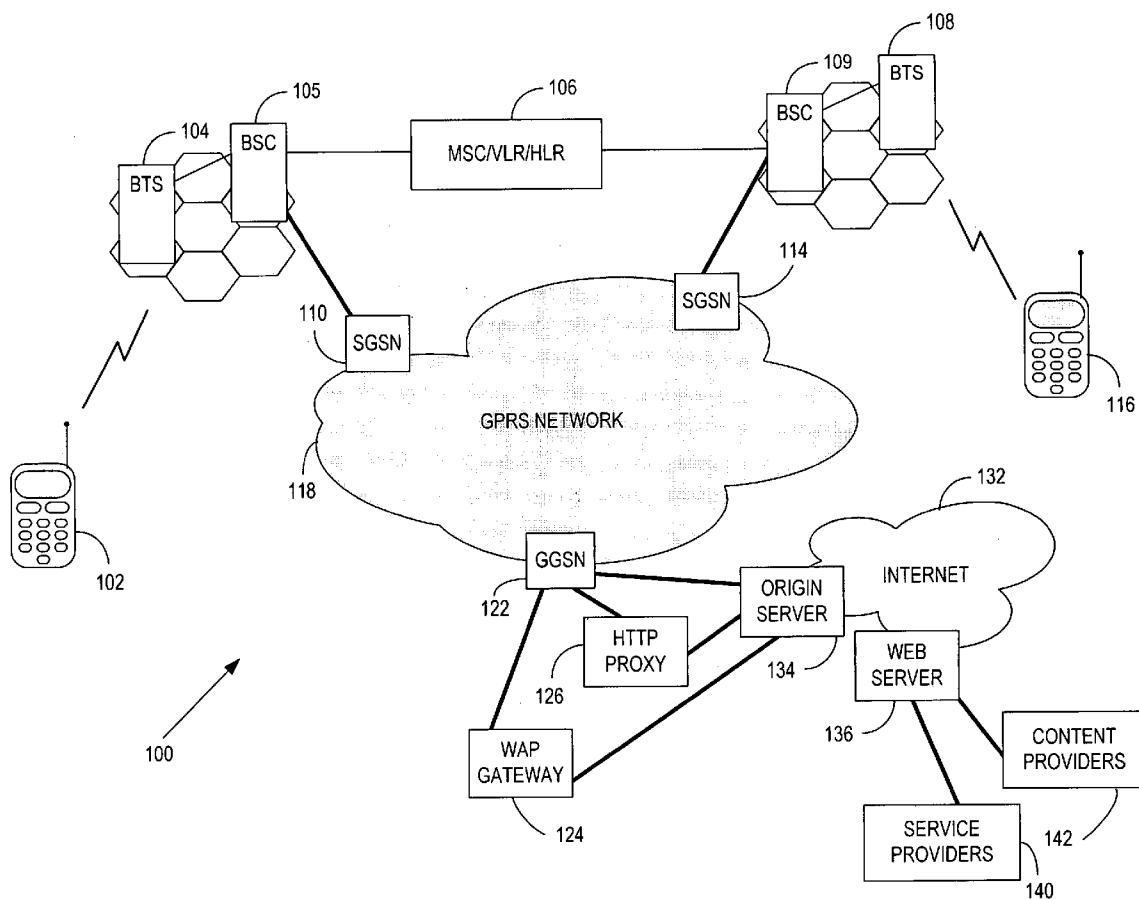 108
BTS
109
BSC
105
BSC
106
MSC/VLR/HLR
104
BTS
114
SGSN
110
SGSN
116
GPRS NETWORK
118
102
132
INTERNET
GGSN
122
ORIGIN
SERVER
134
HTTP
PROXY
126
WEB
SERVER
136
100
WAP
GATEWAY
124
CONTENT
PROVIDERS
142
SERVICE
PROVIDERS
140